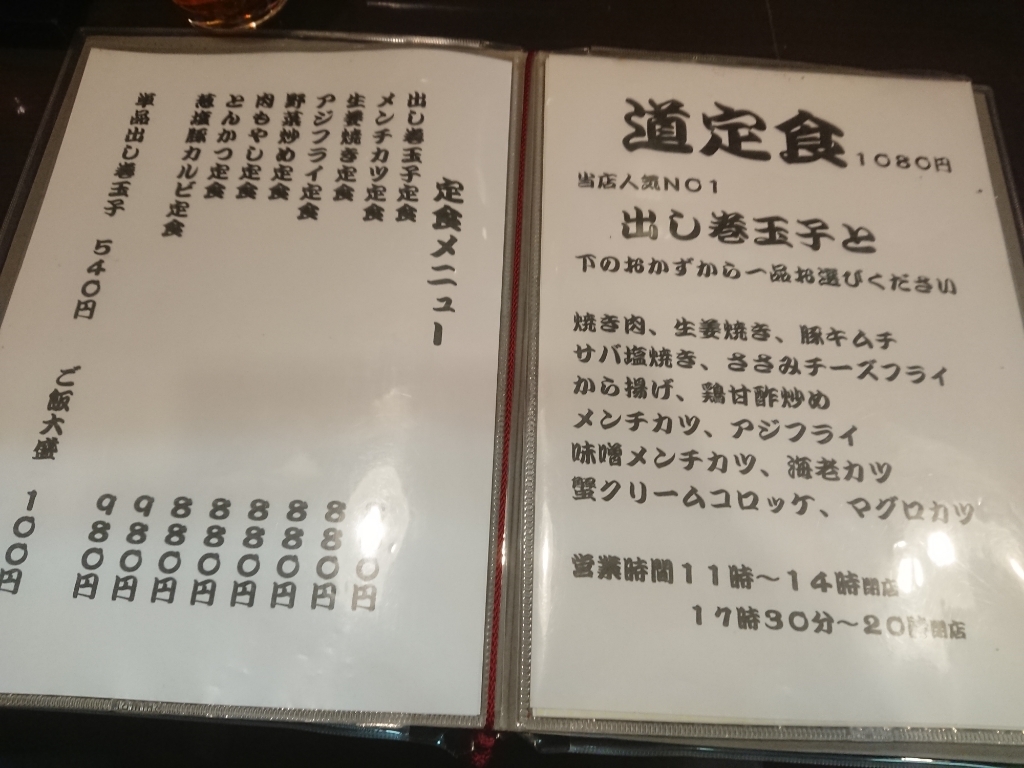 道定食 1080円
当店人気NO1
出し巻玉子と
下のおかずから一品お選びください
焼き肉、生姜焼き、豚キムチ
サバ塩焼き、ささみチーズフライ
から揚げ、鶏甘酢炒め
メンチカツ、アジフライ
味噌メンチカツ、海老カツ
蟹クリームコロッケ、マグロカツ
営業時間11時～14時閉店
17時30分～20時閉店
定食メニュー
出し巻玉子定食
メンチカツ定食 880円
生姜焼き定食 880円
アジフライ定食 880円
野菜炒め定食 880円
肉もやし定食 880円
とんかつ定食 980円
葱塩豚カルビ定食 980円
単品出し巻玉子 540円
ご飯大盛 100円